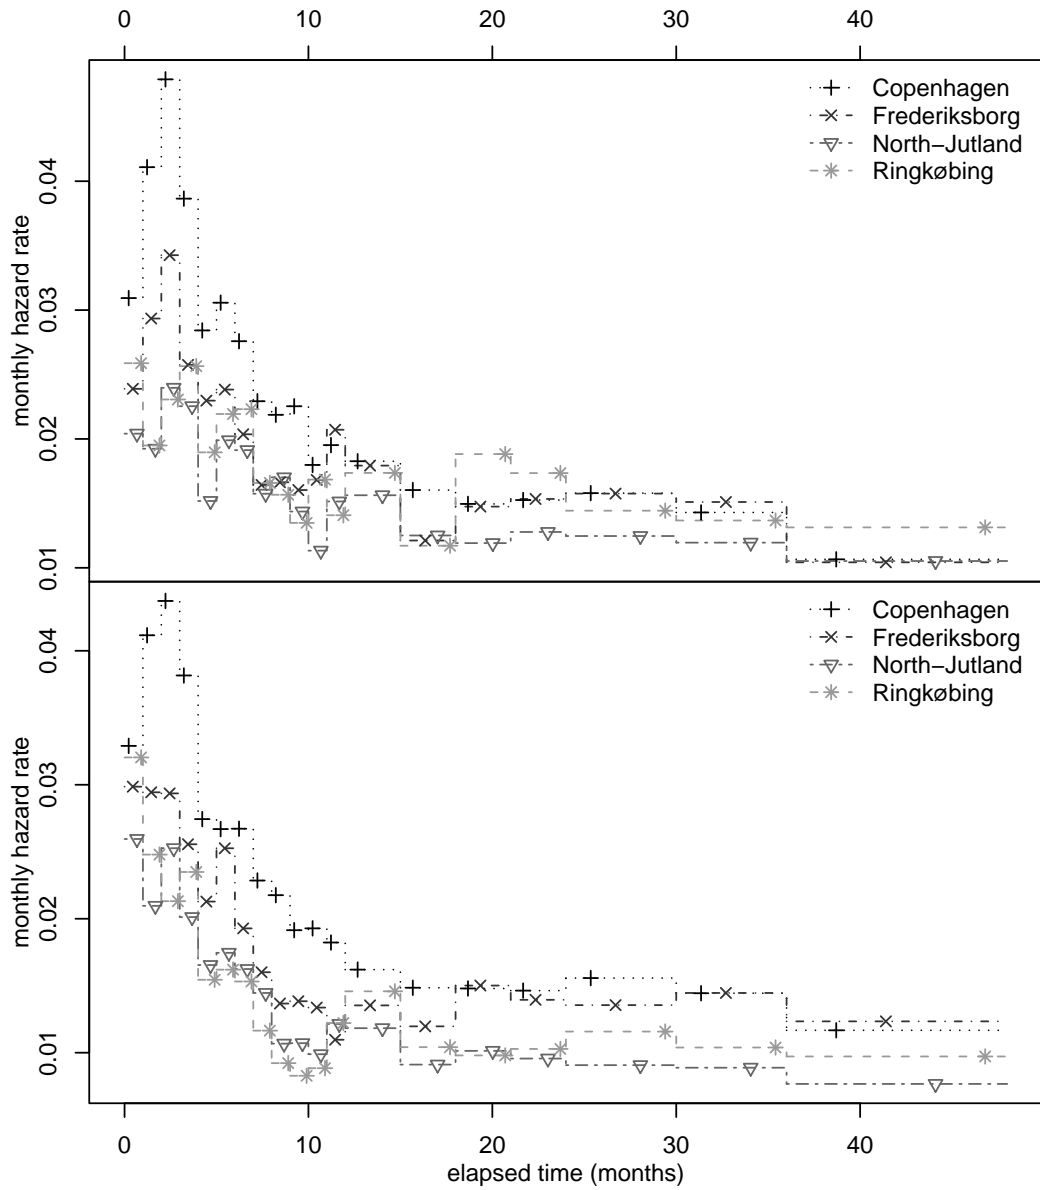 0 10 20 30 40
Copenhagen
Frederiksborg
North−Jutland
Ringkøbing
0.04
0.03
0.02
0.01
monthly hazard rate
Copenhagen
Frederiksborg
North−Jutland
Ringkøbing
0.04
0.03
0.02
0.01
monthly hazard rate
0 10 20 30 40
elapsed time (months)